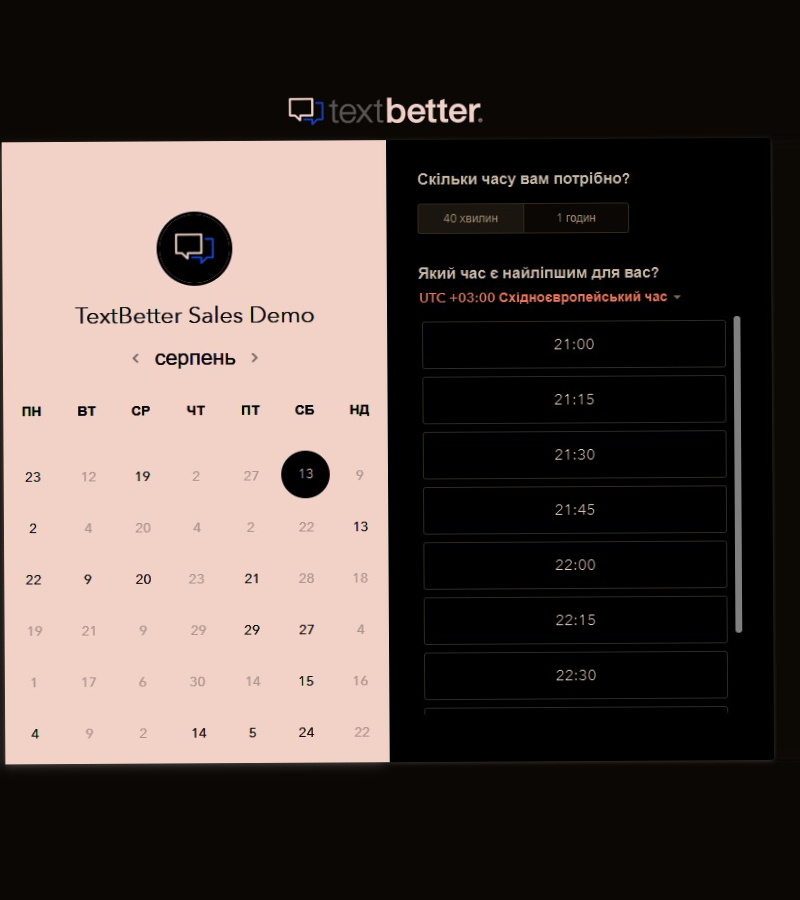 textbetter.
TextBetter Sales Demo
серпень
ПН ВТ СР ЧТ ПТ СБ НД
23 12 19 2 27 13 9
2 4 20 4 2 22 13
22 9 20 23 21 28 18
19 21 9 29 29 27 4
1 17 6 30 14 15 16
4 9 2 14 5 24 22
Скільки часу вам потрібно?
40 хвилин 1 годин
Який час є найліпшим для вас?
UTC +03:00 Східноєвропейський час
21:00
21:15
21:30
21:45
22:00
22:15
22:30